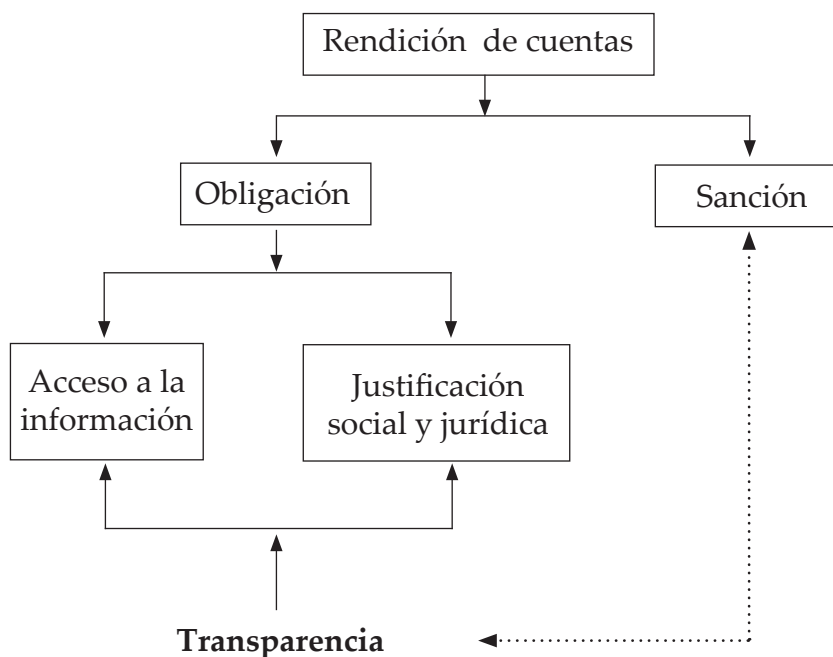 Rendición de cuentas
Obligación
Sanción
Acceso a la
información
Justificación
social y jurídica
Transparencia